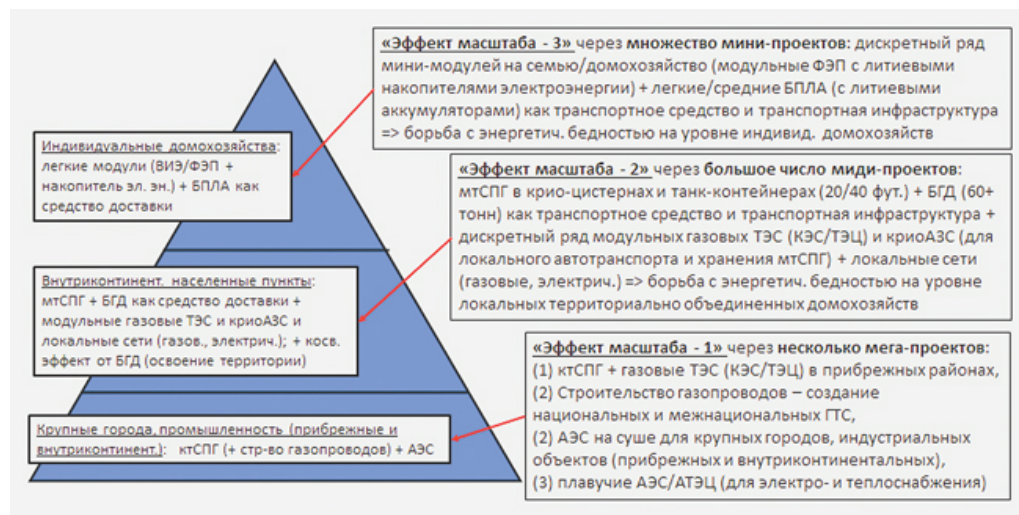 «Эффект масштаба - 3» через множество мини-проектов: дискретный ряд
мини-модулей на семью/домохозяйство (модульные ФЭП с литиевыми
накопителями электроэнергии) + легкие/средние БПЛА (с литиевыми
аккумуляторами) как транспортное средство и транспортная инфраструктура
=> борьба с энергетич. бедностью на уровне индивид. домохозяйств
Индивидуальные домохозяйства:
легкие модули (ВИЭ/ФЭП +
накопитель эл. эн.) + БПЛА как
средство доставки
«Эффект масштаба - 2» через большое число миди-проектов:
мтСПГ в крио-цистернах и танк-контейнерах (20/40 фут.) + БГД (60+
тонн) как транспортное средство и транспортная инфраструктура +
дискретный ряд модульных газовых ТЭС (КЭС/ТЭЦ) и криоАЗС (для
локального автотранспорта и хранения мтСПГ) + локальные сети
(газовые, электрич.) => борьба с энергетич. бедностью на уровне
локальных территориально объединенных домохозяйств
Внутриконтинент. населенные пункты:
мтСПГ + БГД как средство доставки +
модульные газовые ТЭС и криоАЗС и
локальные сети (газов., электрич.); + косв.
эффект от БГД (освоение территории)
«Эффект масштаба - 1» через несколько мега-проектов:
(1) ктСПГ + газовые ТЭС (КЭС/ТЭЦ) в прибрежных районах,
(2) Строительство газопроводов – создание
национальных и межнациональных ГТС,
(2) АЭС на суше для крупных городов, индустриальных
объектов (прибрежных и внутриконтинентальных),
(3) плавучие АЭС/АТЭЦ (для электро- и теплоснабжения)
Крупные города, промышленность (прибрежные и
внутриконтинент.): ктСПГ (+ стр-во газопроводов) + АЭС